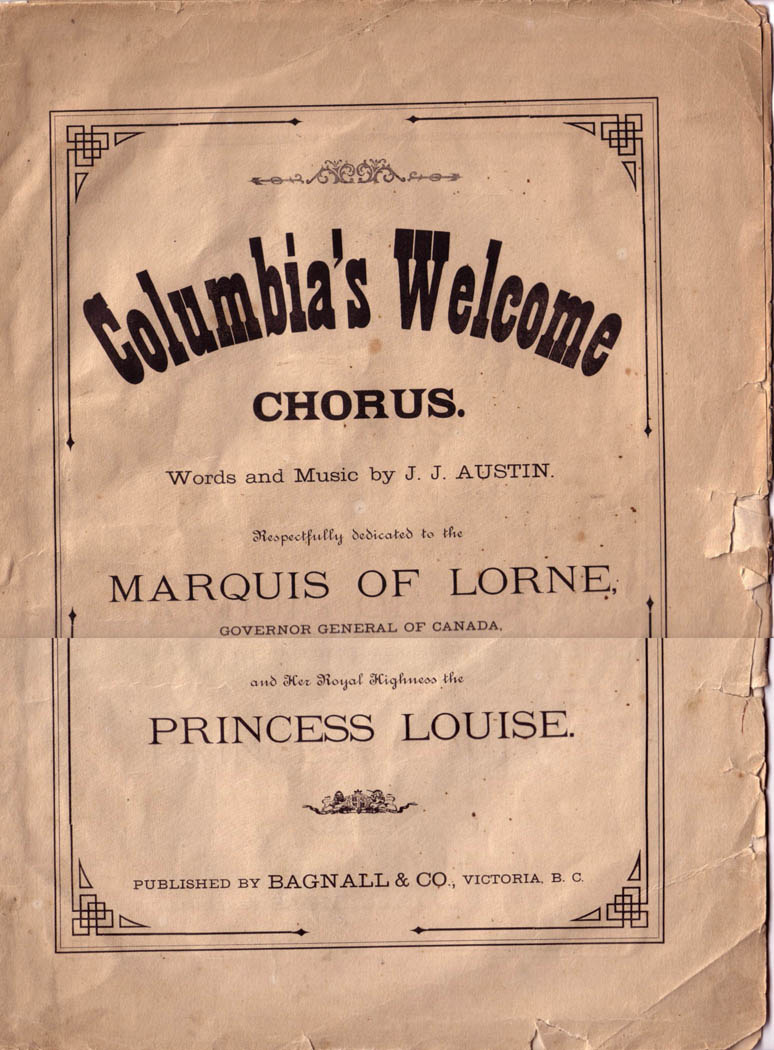 Columbia's Welcome
CHORUS.
Words and Music by J. J. AUSTIN.
Respectfully dedicated to the
MARQUIS OF LORNE,
GOVERNOR GENERAL OF CANADA,
and Her Royal Highness the
PRINCESS LOUISE.
PUBLISHED BY BAGNALL & CO., VICTORIA, B. C.